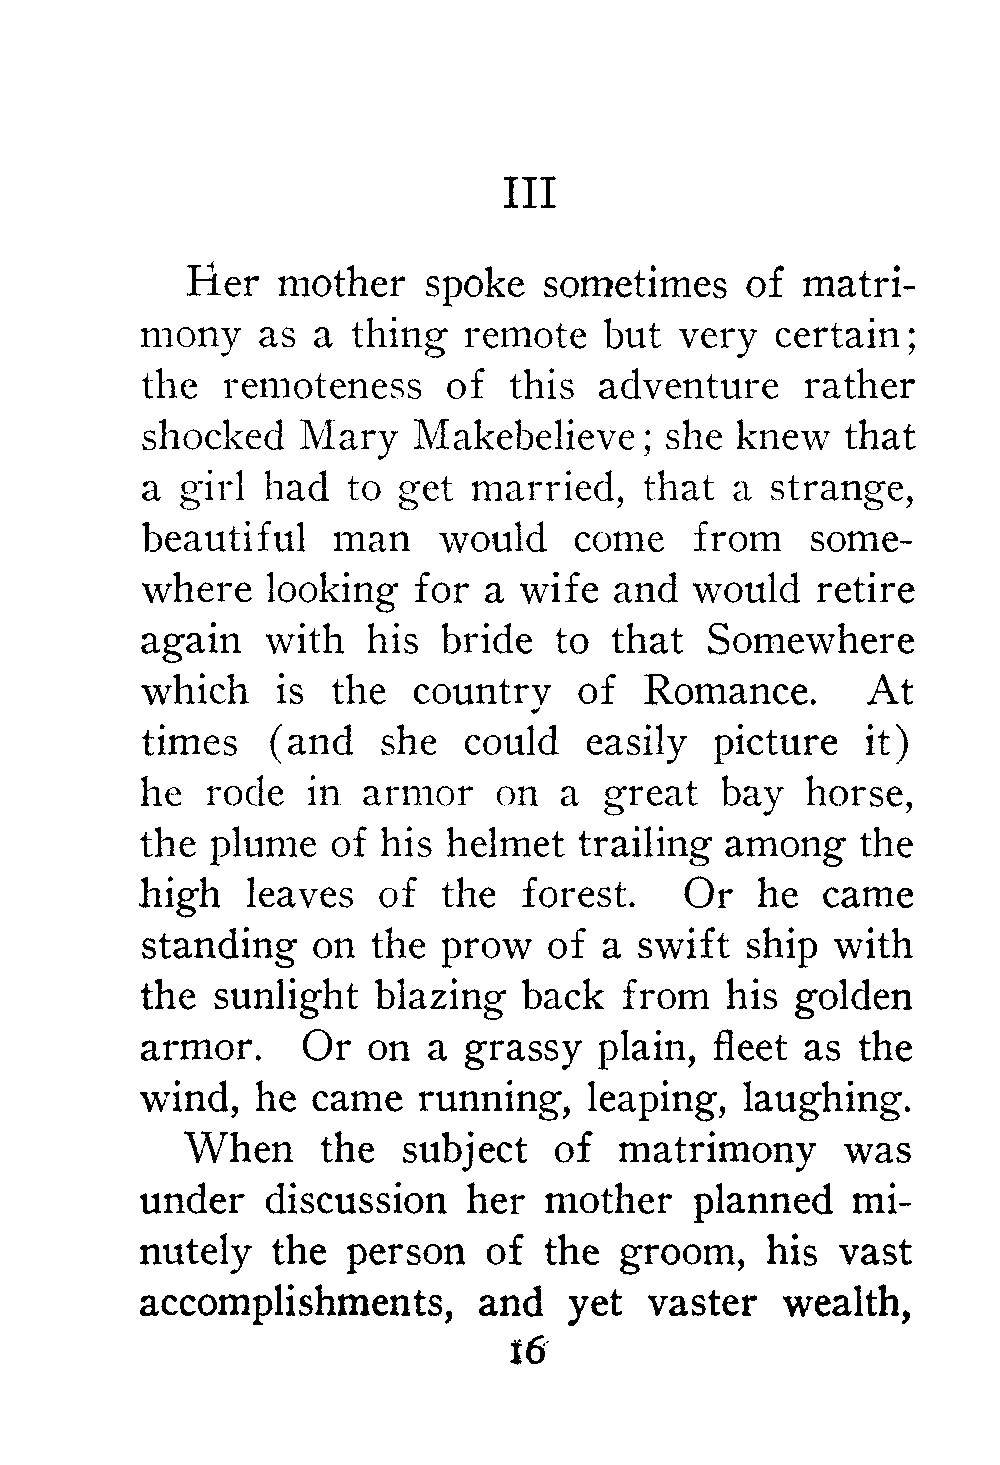 III
Her mother spoke sometimes of matri-
mony as a thing remote but very certain;
the remoteness of this adventure rather
shocked Mary Makebelieve; she knew that
a girl had to get married, that a strange,
beautiful man would come from some-
where looking for a wife and would retire
again with his bride to that Somewhere
which is the country of Romance. At
times (and she could easily picture it)
he rode in armor on a great bay horse,
the plume of his helmet trailing among the
high leaves of the forest. Or he came
standing on the prow of a swift ship with
the sunlight blazing back from his golden
armor. Or on a grassy plain, fleet as the
wind, he came running, leaping, laughing.
When the subject of matrimony was
under discussion her mother planned mi-
nutely the person of the groom, his vast
accomplishments, and yet vaster wealth,
16